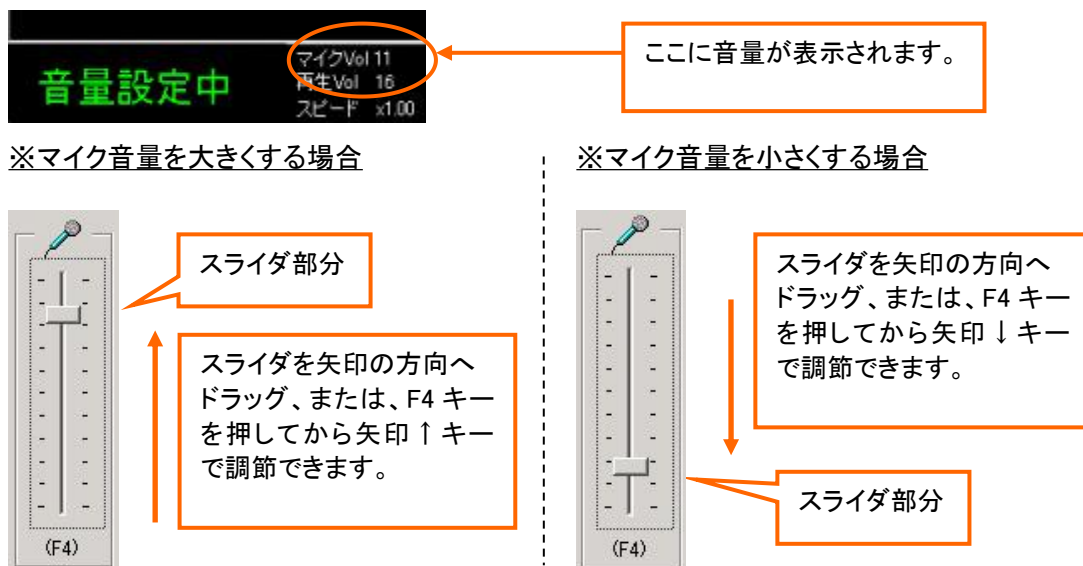 音量設定中
マイクVol 11
再生Vol 16
スピード x1.00
ここに音量が表示されます。
※マイク音量を大きくする場合
スライダ部分
スライダを矢印の方向へ
ドラッグ、または、F4 キー
を押してから矢印↑キー
で調節できます。
(F4)
※マイク音量を小さくする場合
スライダを矢印の方向へ
ドラッグ、または、F4 キー
を押してから矢印↓キー
で調節できます。
スライダ部分
(F4)